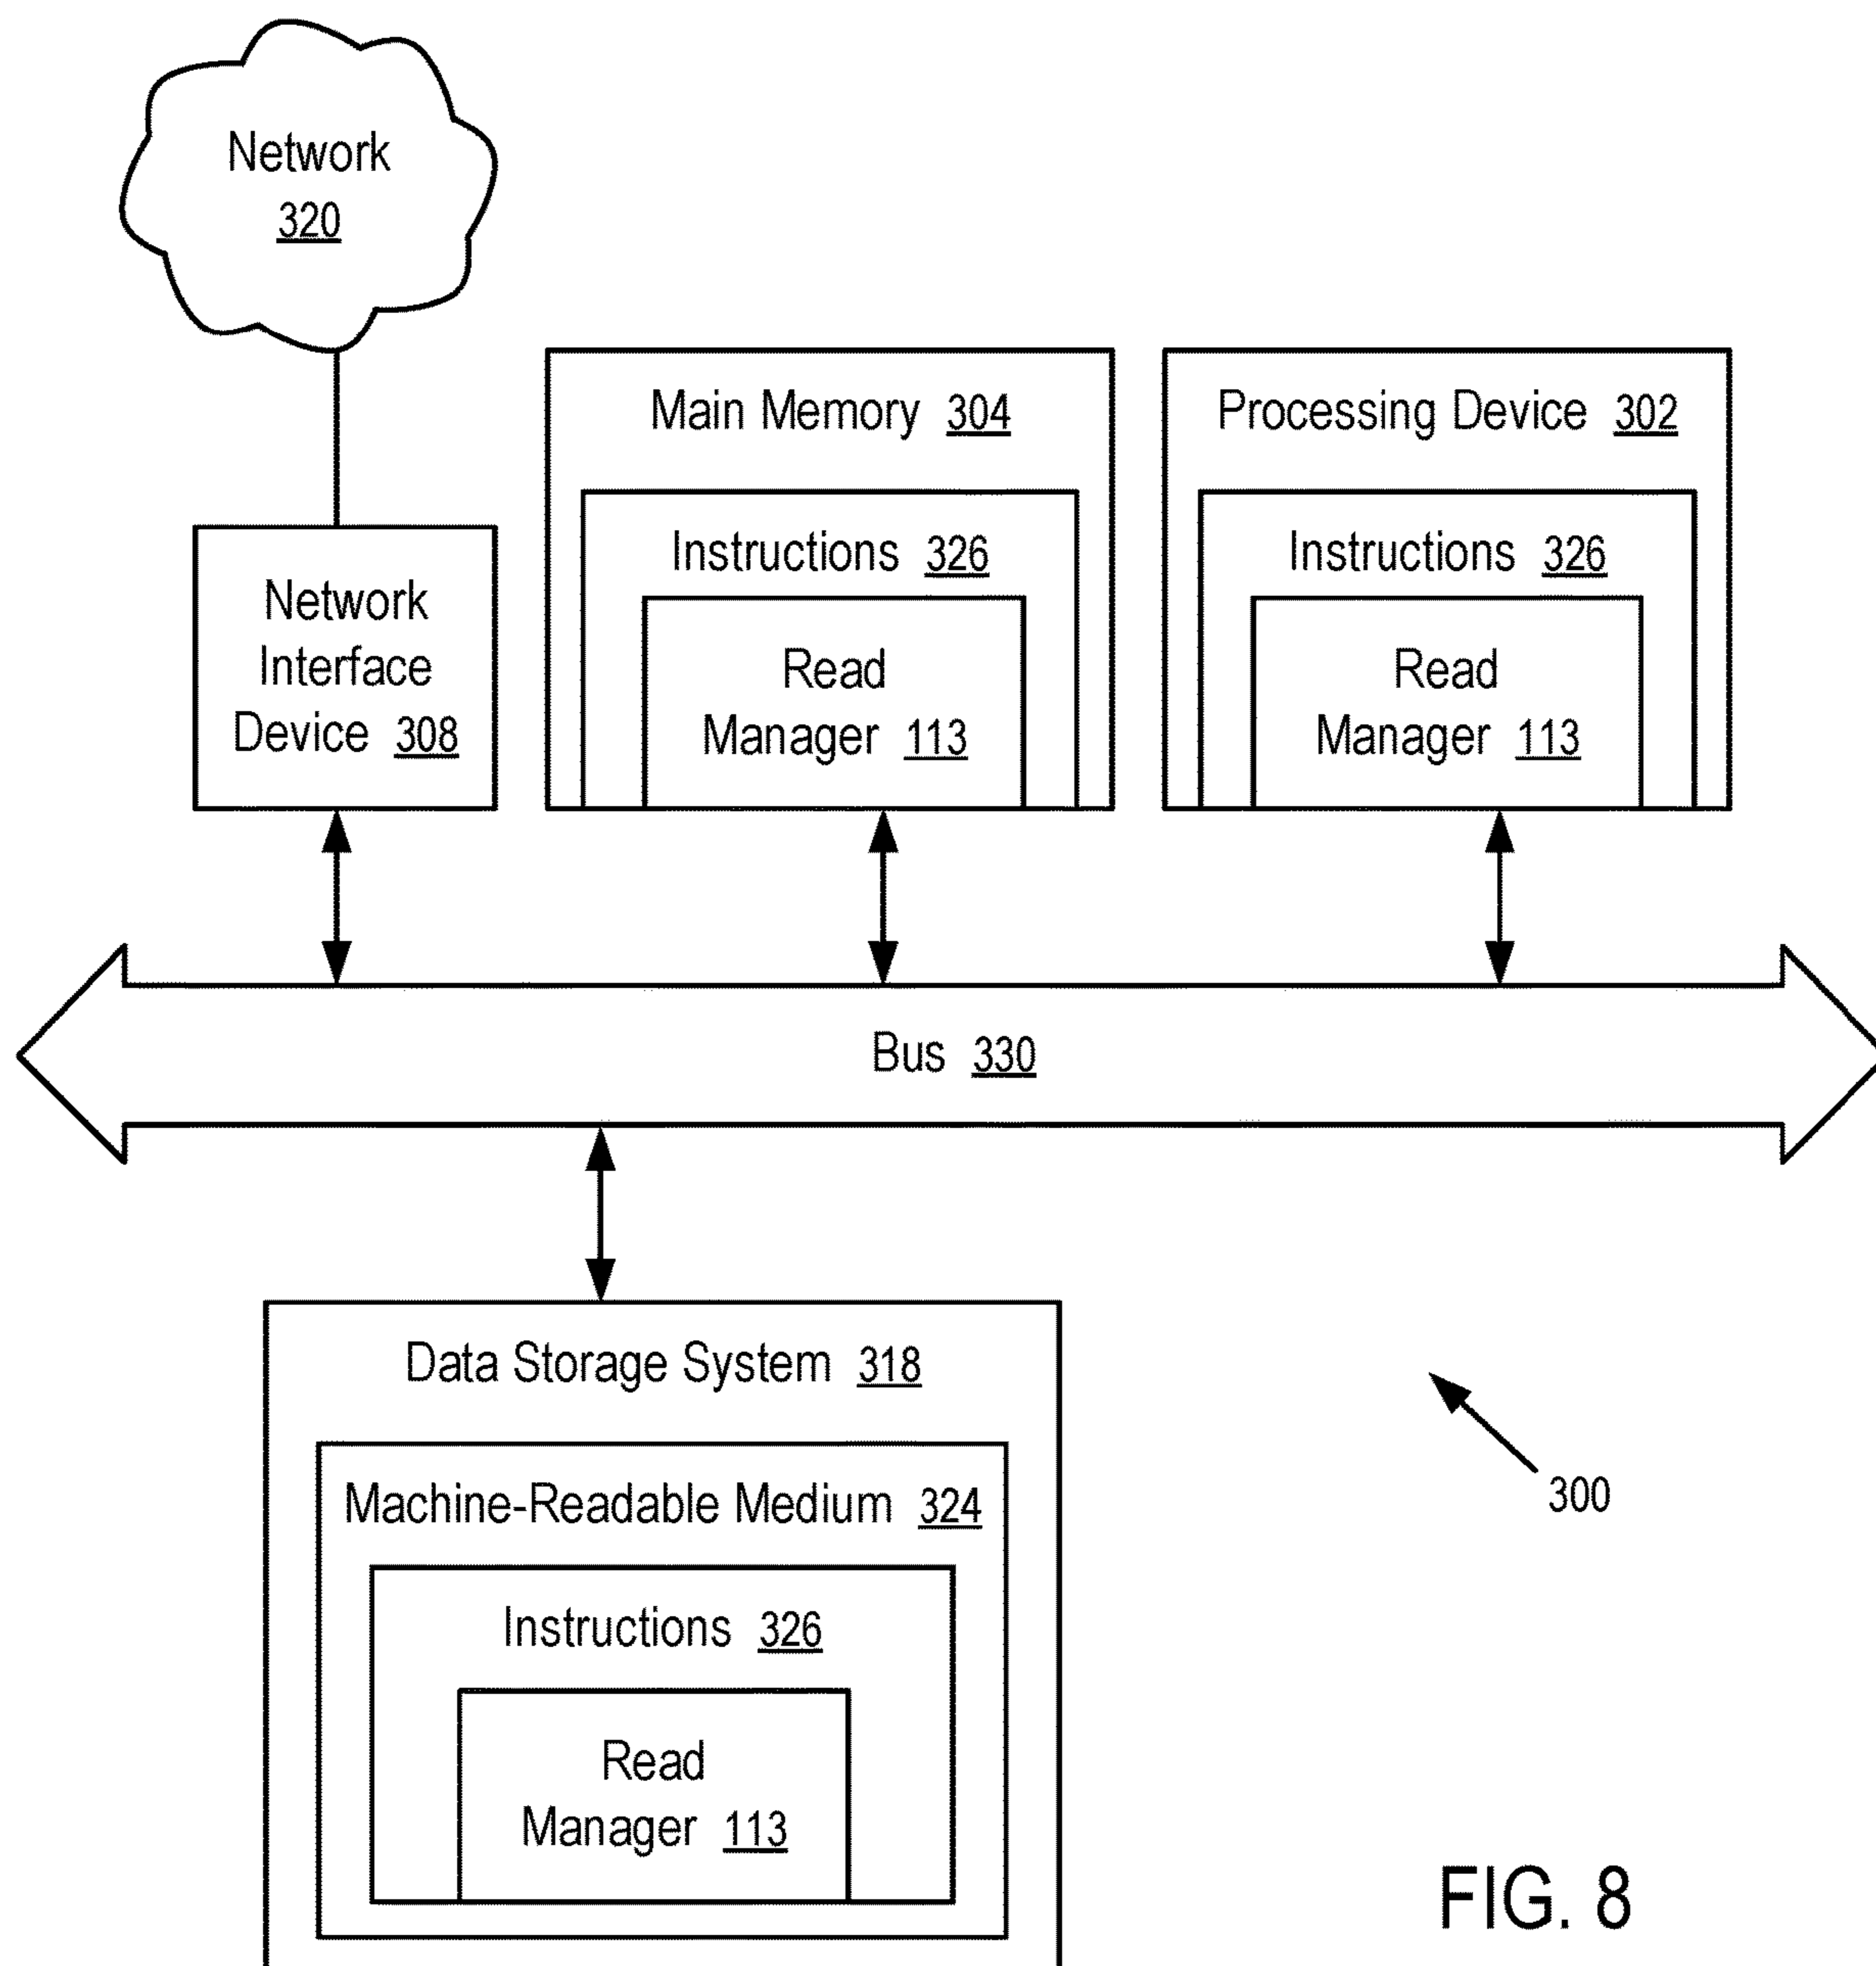 Network
320
Main Memory 304
Processing Device 302
Instructions 326
Instructions 326
Network
Interface
Device 308
Read
Manager 113
Read
Manager 113
Bus 330
Data Storage System 318
Machine-Readable Medium 324
300
Instructions 326
Read
Manager 113
FIG. 8